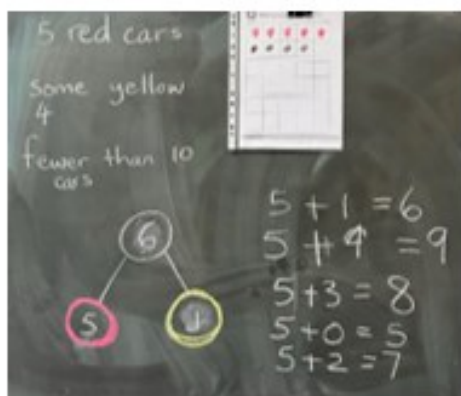 5 red cars
some yellow
4
fewer than 10
cars
6
5
1
5 + 1 = 6
5 + 4 = 9
5 + 3 = 8
5 + 0 = 5
5 + 2 = 7